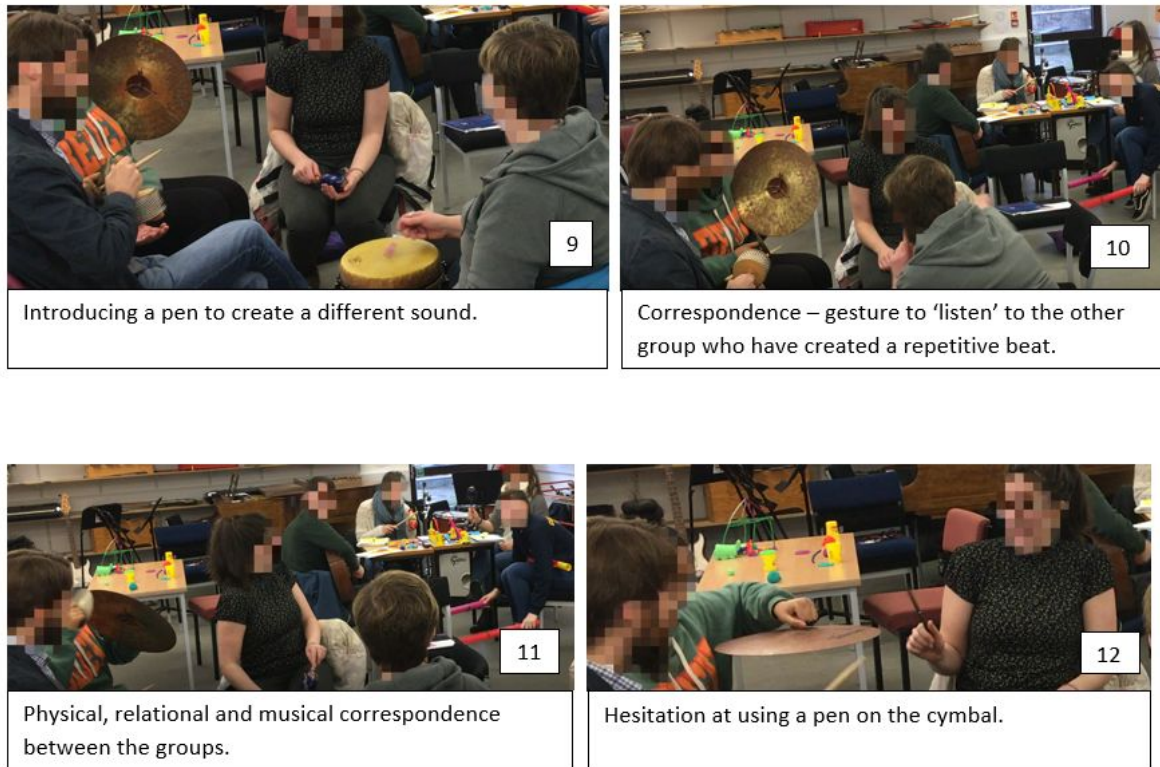 9
10
Introducing a pen to create a different sound.
Correspondence – gesture to ‘listen’ to the other
group who have created a repetitive beat.
11
12
Physical, relational and musical correspondence
between the groups.
Hesitation at using a pen on the cymbal.